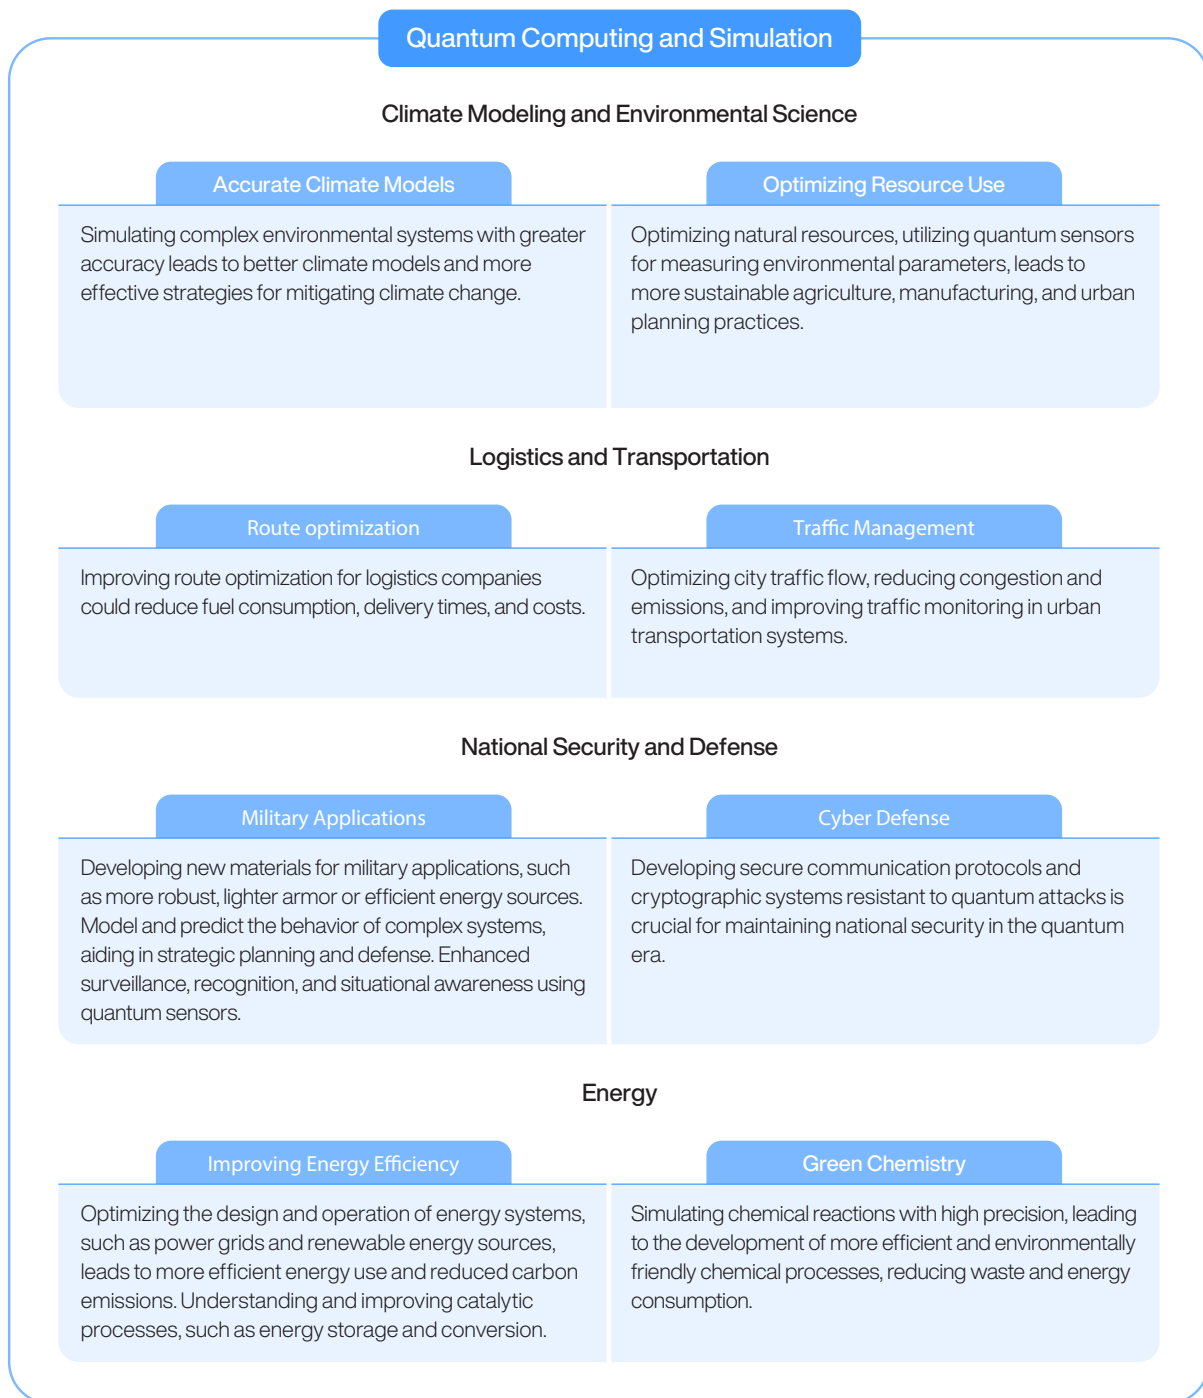 Quantum Computing and Simulation
Climate Modeling and Environmental Science
Accurate Climate Models
Simulating complex environmental systems with greater
accuracy leads to better climate models and more
effective strategies for mitigating climate change.
Optimizing Resource Use
Optimizing natural resources, utilizing quantum sensors
for measuring environmental parameters, leads to
more sustainable agriculture, manufacturing, and urban
planning practices.
Logistics and Transportation
Route optimization
Improving route optimization for logistics companies
could reduce fuel consumption, delivery times, and costs.
Traffic Management
Optimizing city traffic flow, reducing congestion and
emissions, and improving traffic monitoring in urban
transportation systems.
National Security and Defense
Military Applications
Developing new materials for military applications, such
as more robust, lighter armor or efficient energy sources.
Model and predict the behavior of complex systems,
aiding in strategic planning and defense. Enhanced
surveillance, recognition, and situational awareness using
quantum sensors.
Cyber Defense
Developing secure communication protocols and
cryptographic systems resistant to quantum attacks is
crucial for maintaining national security in the quantum
era.
Energy
Improving Energy Efficiency
Optimizing the design and operation of energy systems,
such as power grids and renewable energy sources,
leads to more efficient energy use and reduced carbon
emissions. Understanding and improving catalytic
processes, such as energy storage and conversion.
Green Chemistry
Simulating chemical reactions with high precision, leading
to the development of more efficient and environmentally
friendly chemical processes, reducing waste and energy
consumption.